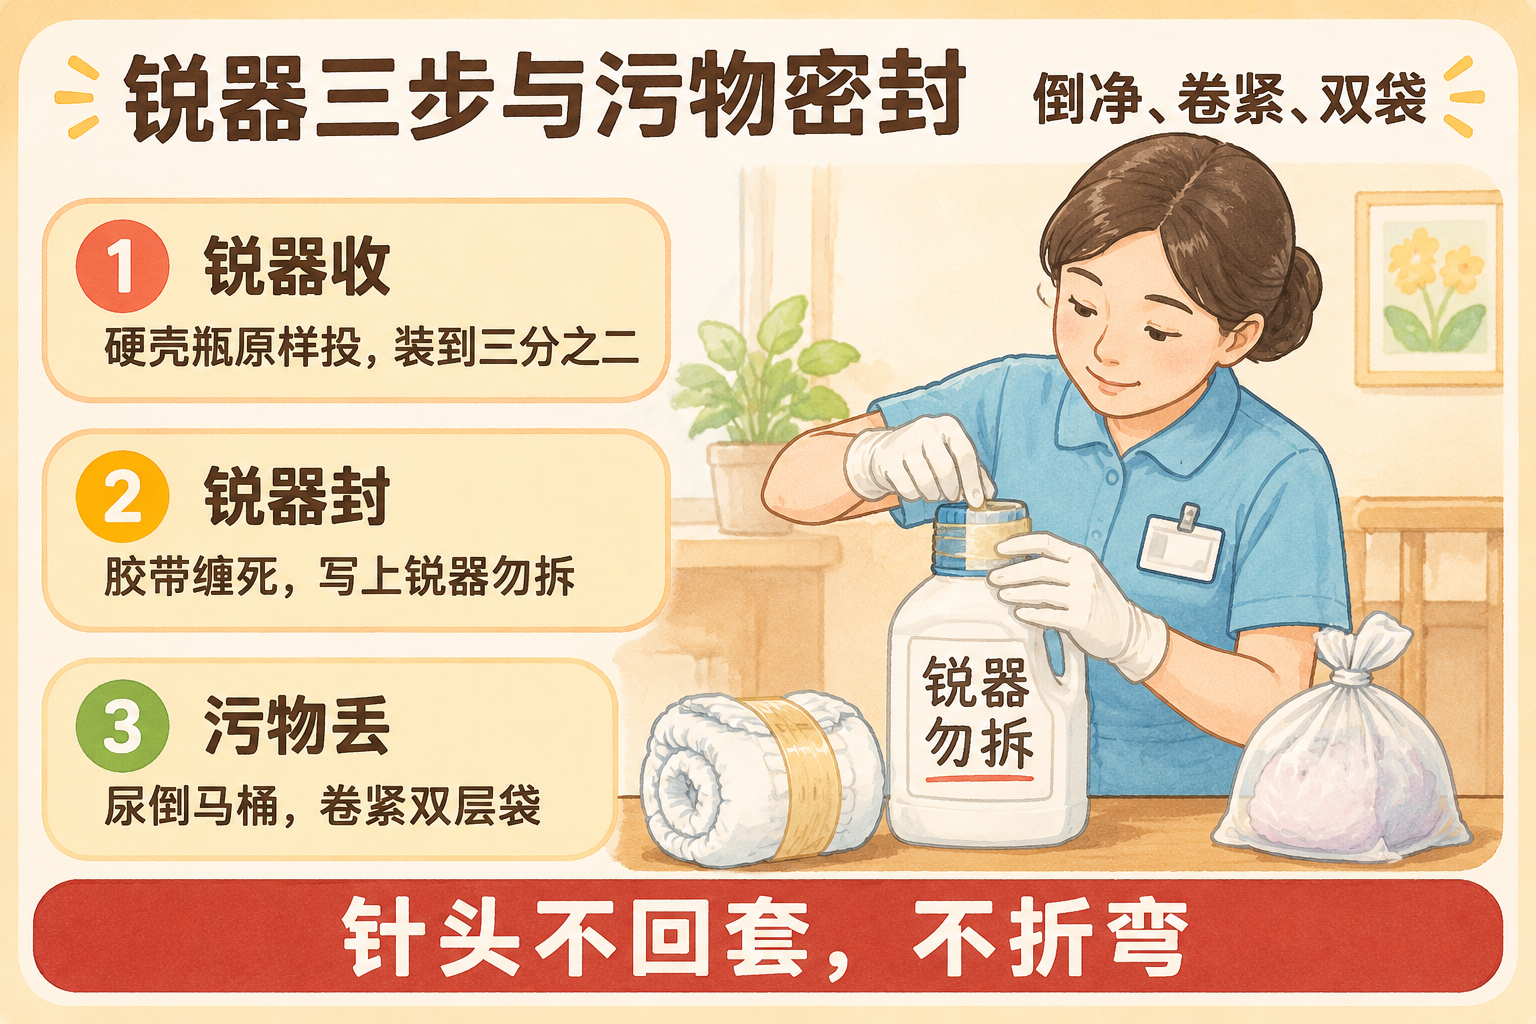 锐器三步与污物密封
倒净、卷紧、双袋
1 锐器收
硬壳瓶原样投，装到三分之二
2 锐器封
胶带缠死，写上锐器勿拆
3 污物丢
尿倒马桶，卷紧双层袋
锐器
勿拆
针头不回套，不折弯